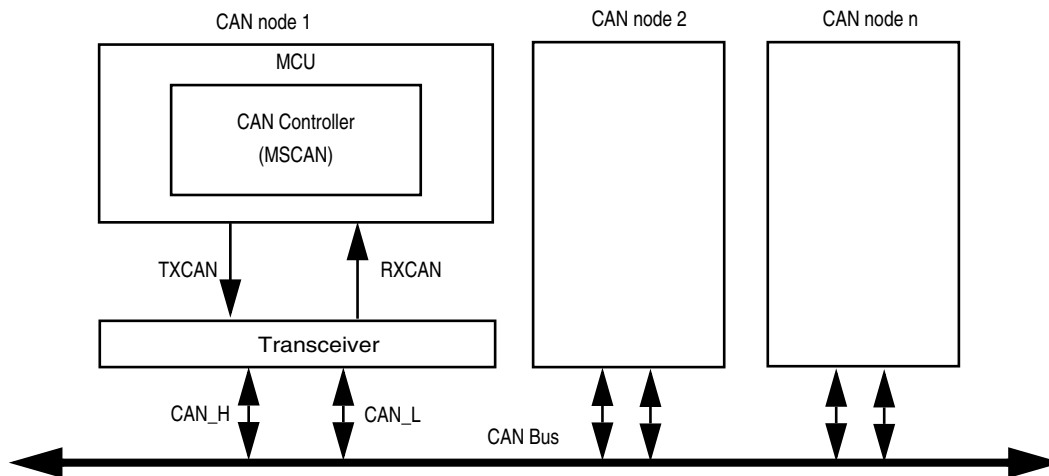 CAN node 1
CAN node 2
CAN node n
MCU
CAN Controller
(MSCAN)
TXCAN
RXCAN
Transceiver
CAN_H
CAN_L
CAN Bus